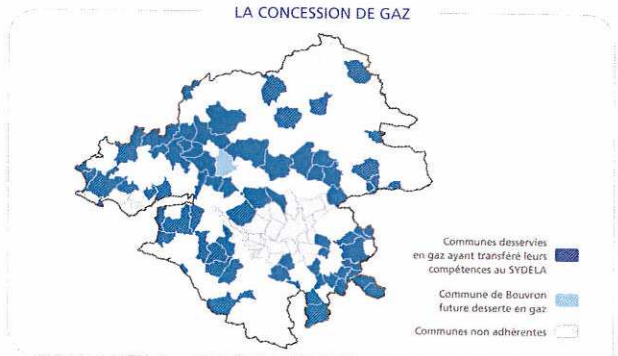 LA CONCESSION DE GAZ
Communes desservies
en gaz ayant transféré leurs
compétences au SYDELA
Commune de Bouvron
future desserte en gaz
Communes non adhérentes